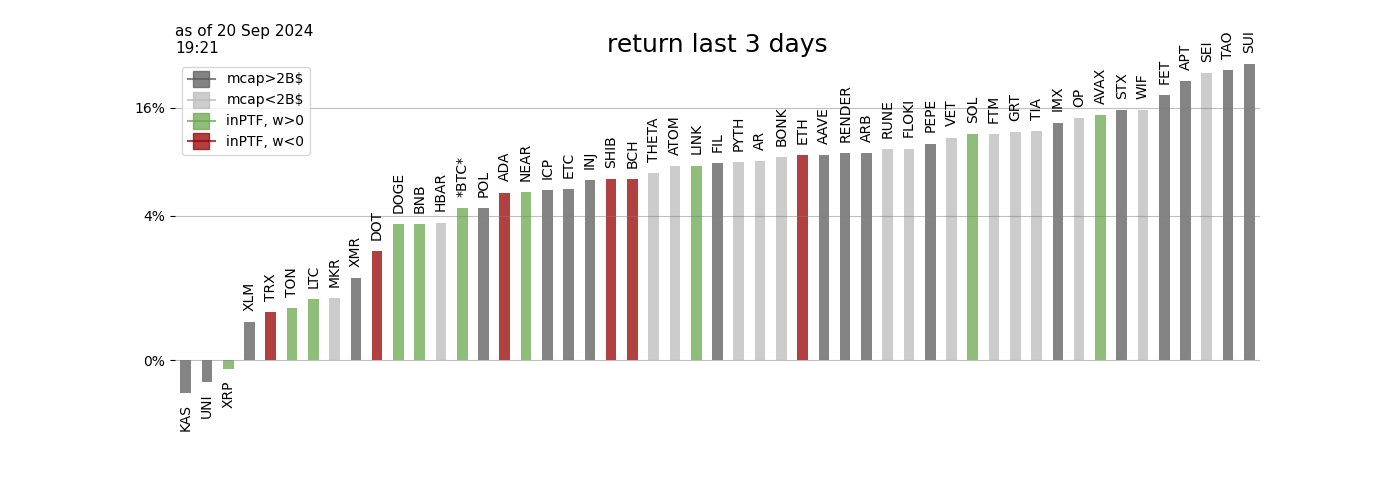 as of 20 Sep 2024
19:21
return last 3 days
mcap>2B$
mcap<2B$
inPTF, w>0
inPTF, w<0
16%
4%
0%
KAS
UNI
XRP
XLM
TRX
TON
LTC
MKR
XMR
DOT
DOGE
BNB
HBAR
*BTC*
POL
ADA
NEAR
ICP
ETC
INJ
SHIB
BCH
THETA
ATOM
LINK
FIL
PYTH
AR
BONK
ETH
AAVE
RENDER
ARB
RUNE
FLOKI
PEPE
VET
SOL
FTM
GRT
TIA
IMX
OP
AVAX
STX
WIF
FET
APT
SEI
TAO
SUI